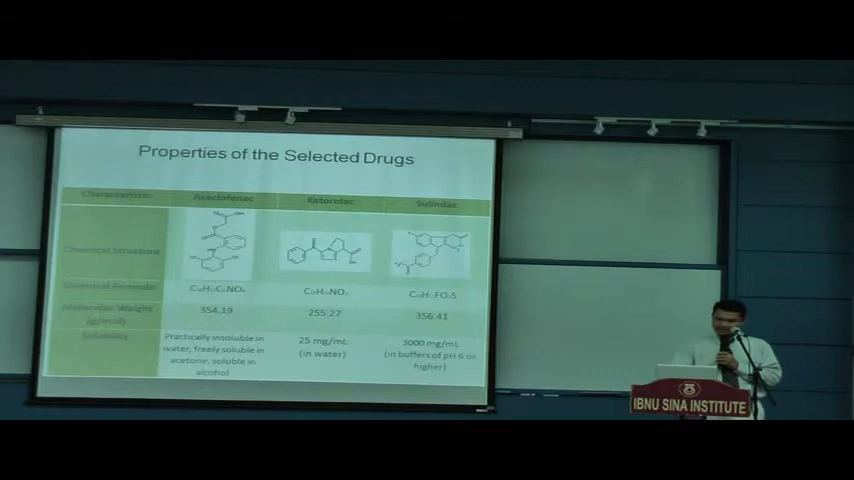 Properties of the Selected Drugs
Characteristic Aceclofenac Ketorolac Sulindac
Chemical Structure
Chemical Formula
Molecular Weight 354.19 255.27 356.41
(g/mol)
Solubility Practically insoluble in 25 mg/mL 3000 mg/mL
water, freely soluble in (in water) (in buffers of pH 6 or
acetone, soluble in higher)
alcohol
IBNU SINA INSTITUTE